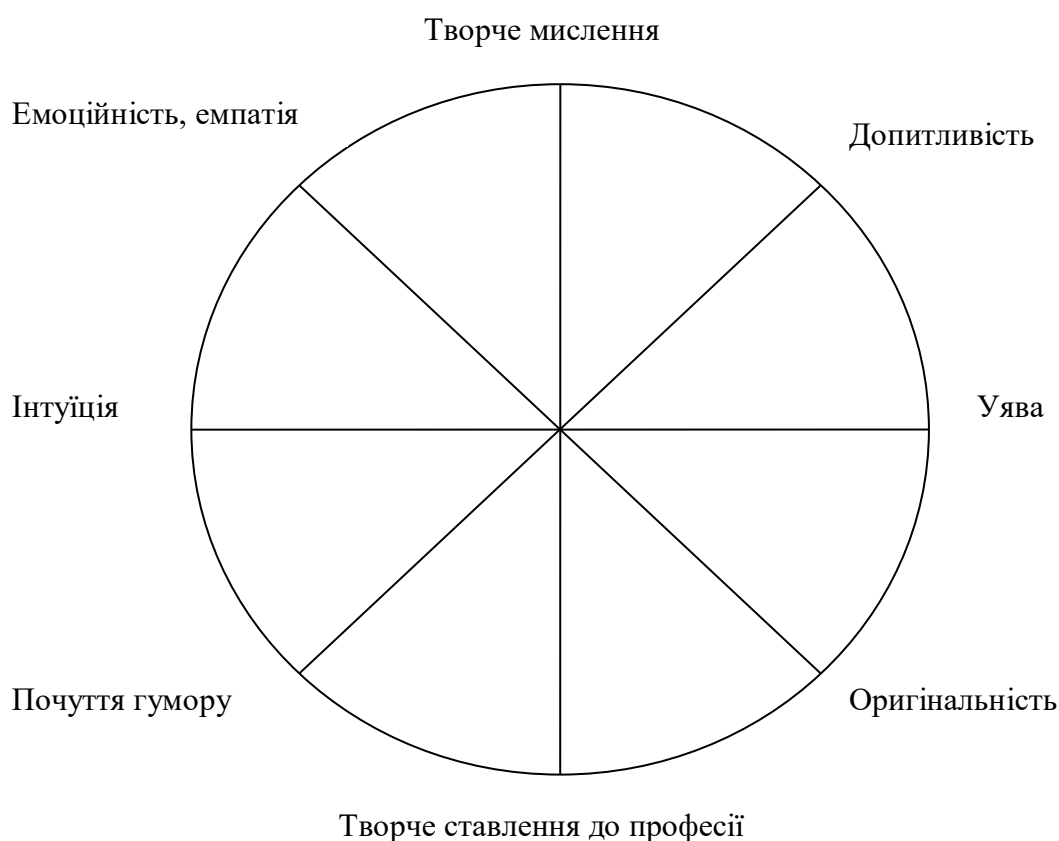 Творче мислення
Емоційність, емпатія
Допитливість
Інтуїція
Уява
Почуття гумору
Оригінальність
Творче ставлення до професії